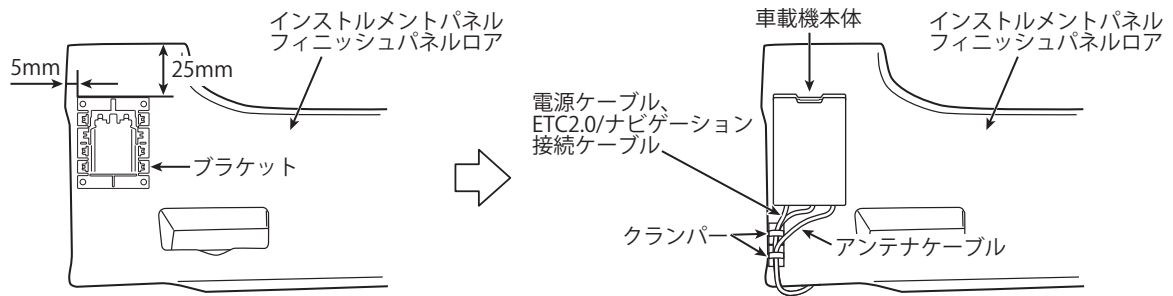 インストルメントパネル
フィニッシュパネルロア
5mm
25mm
ブラケット
車載機本体
インストルメントパネル
フィニッシュパネルロア
電源ケーブル、
ETC2.0/ナビゲーション
接続ケーブル
クランパー
アンテナケーブル